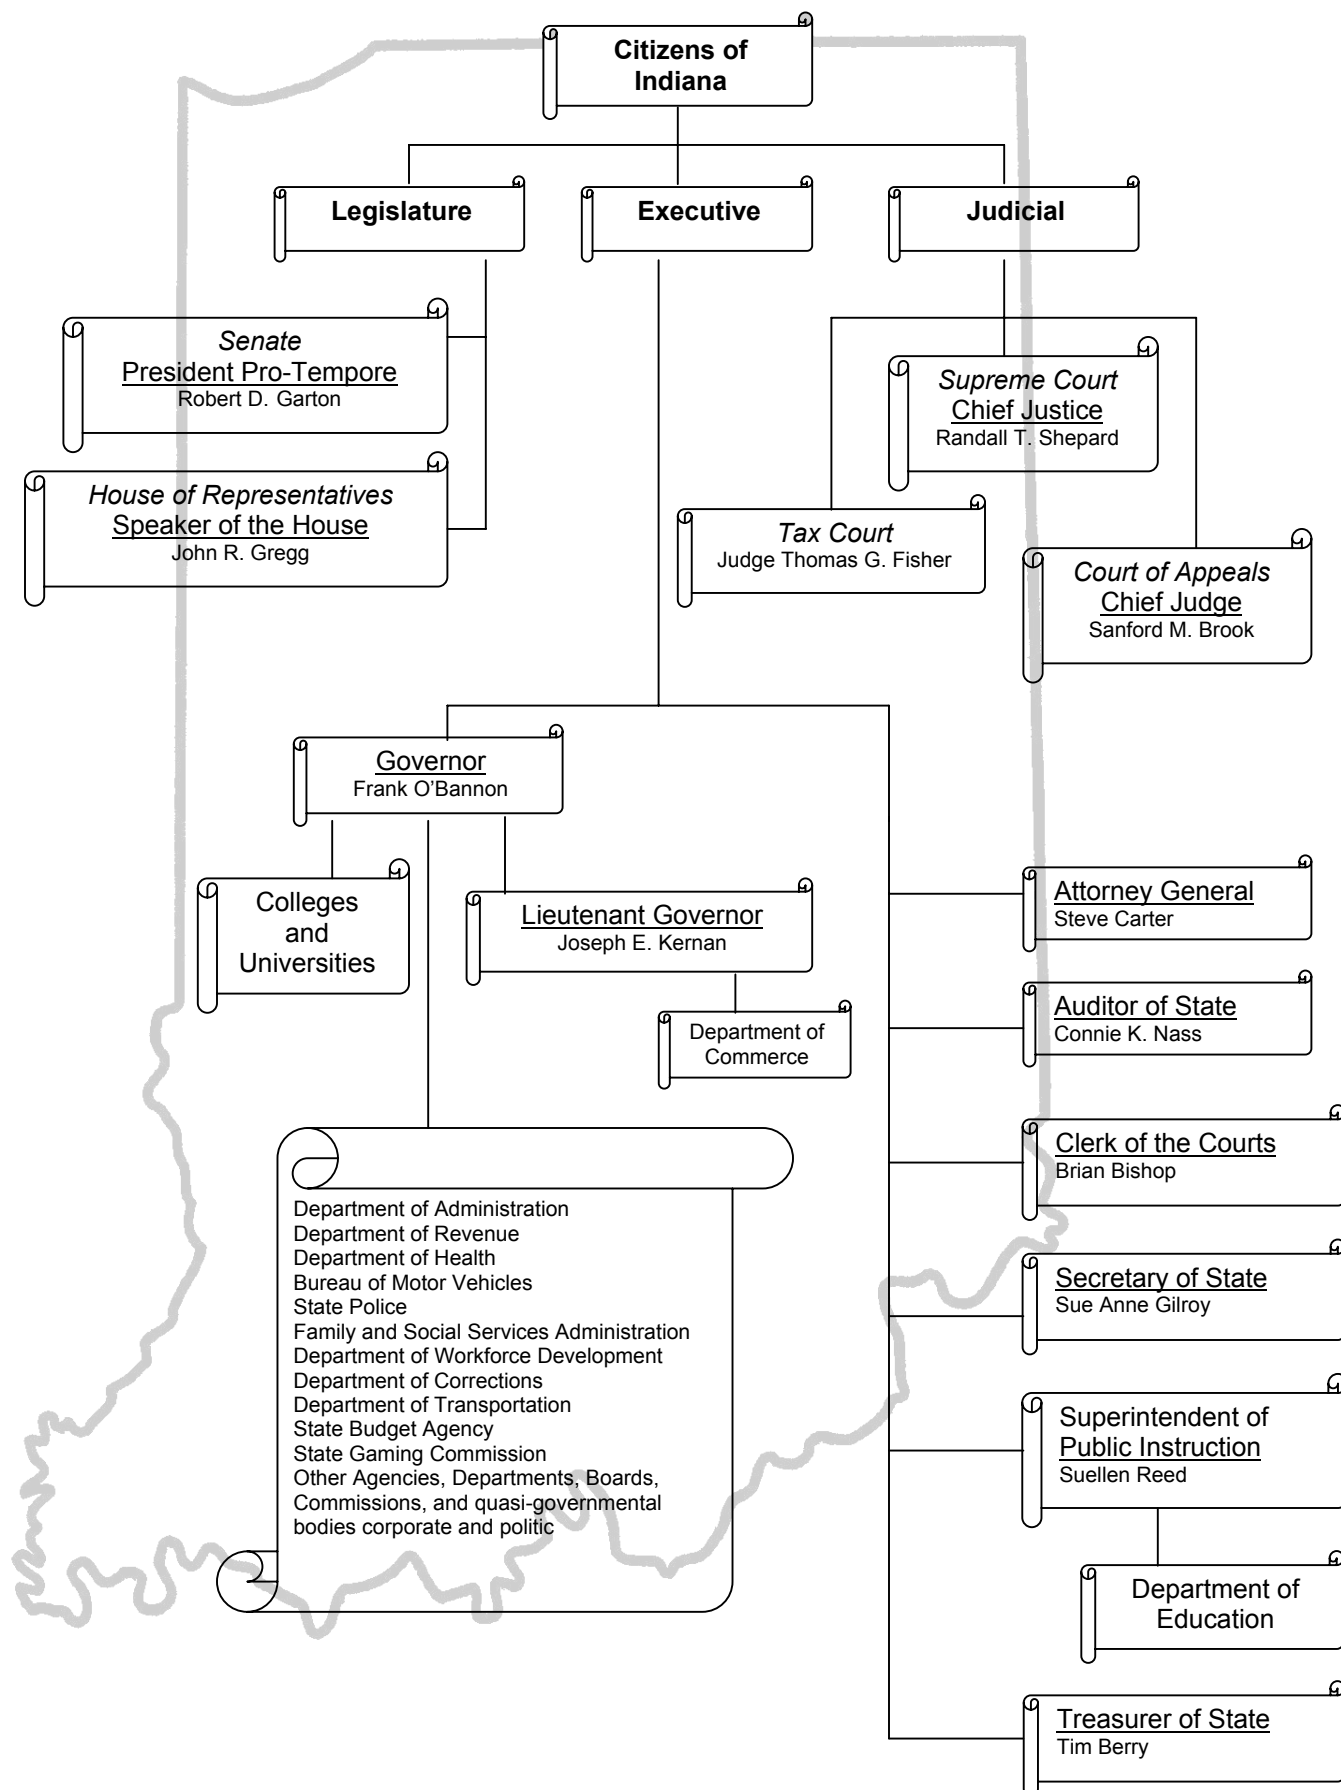 Citizens of
Indiana
Legislature
Executive
Judicial
Senate
President Pro-Tempore
Robert D. Garton
Supreme Court
Chief Justice
Randall T. Shepard
House of Representatives
Speaker of the House
John R. Gregg
Tax Court
Judge Thomas G. Fisher
Court of Appeals
Chief Judge
Sanford M. Brook
Governor
Frank O'Bannon
Colleges
and
Universities
Lieutenant Governor
Joseph E. Kernan
Department of
Commerce
Attorney General
Steve Carter
Auditor of State
Connie K. Nass
Clerk of the Courts
Brian Bishop
Secretary of State
Sue Anne Gilroy
Superintendent of
Public Instruction
Suellen Reed
Department of
Education
Treasurer of State
Tim Berry
Department of Administration
Department of Revenue
Department of Health
Bureau of Motor Vehicles
State Police
Family and Social Services Administration
Department of Workforce Development
Department of Corrections
Department of Transportation
State Budget Agency
State Gaming Commission
Other Agencies, Departments, Boards,
Commissions, and quasi-governmental
bodies corporate and politic